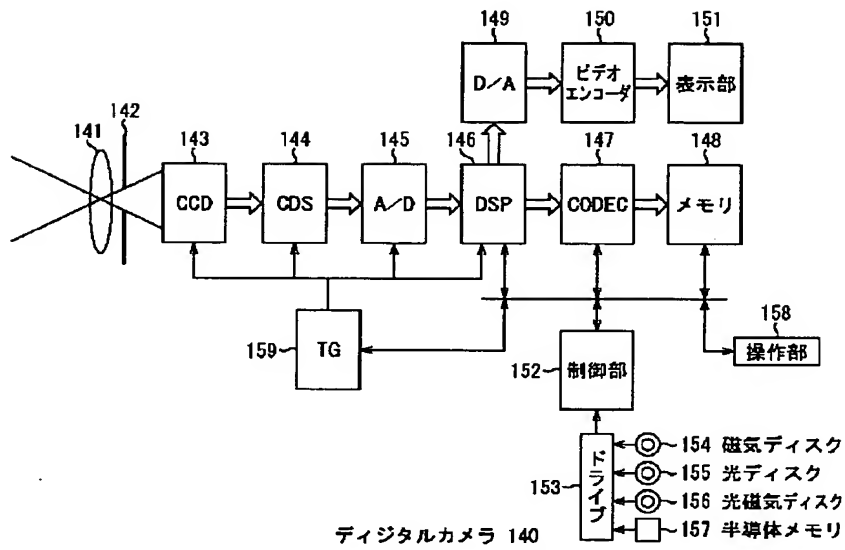 149
150
151
D/A
ビデオ
エンコーダ
表示部
141
142
143
144
145
146
147
148
CCD
CDS
A/D
DSP
CODEC
メモリ
159
TG
152
制御部
158
操作部
153
ドライブ
154 磁気ディスク
155 光ディスク
156 光磁気ディスク
157 半導体メモリ
ディジタルカメラ 140